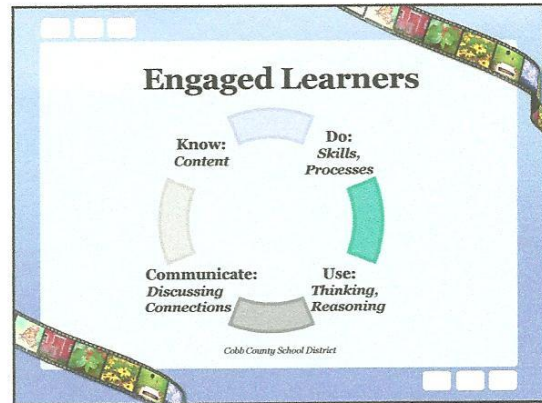 Engaged Learners
Know:
Content
Do:
Skills,
Processes
Communicate:
Discussing
Connections
Use:
Thinking,
Reasoning
Cobb County School District